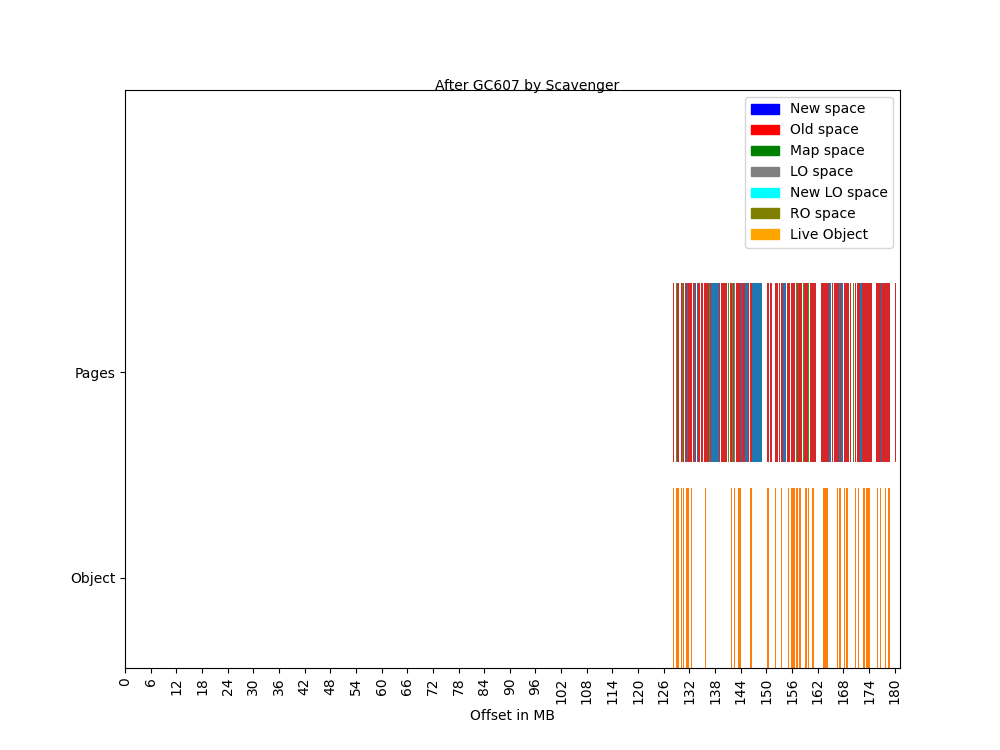 After GC607 by Scavenger
New space
Old space
Map space
LO space
New LO space
RO space
Live Object
Pages
Object
0 6 12 18 24 30 36 42 48 54 60 66 72 78 84 90 96 102 108 114 120 126 132 138 144 150 156 162 168 174 180
Offset in MB